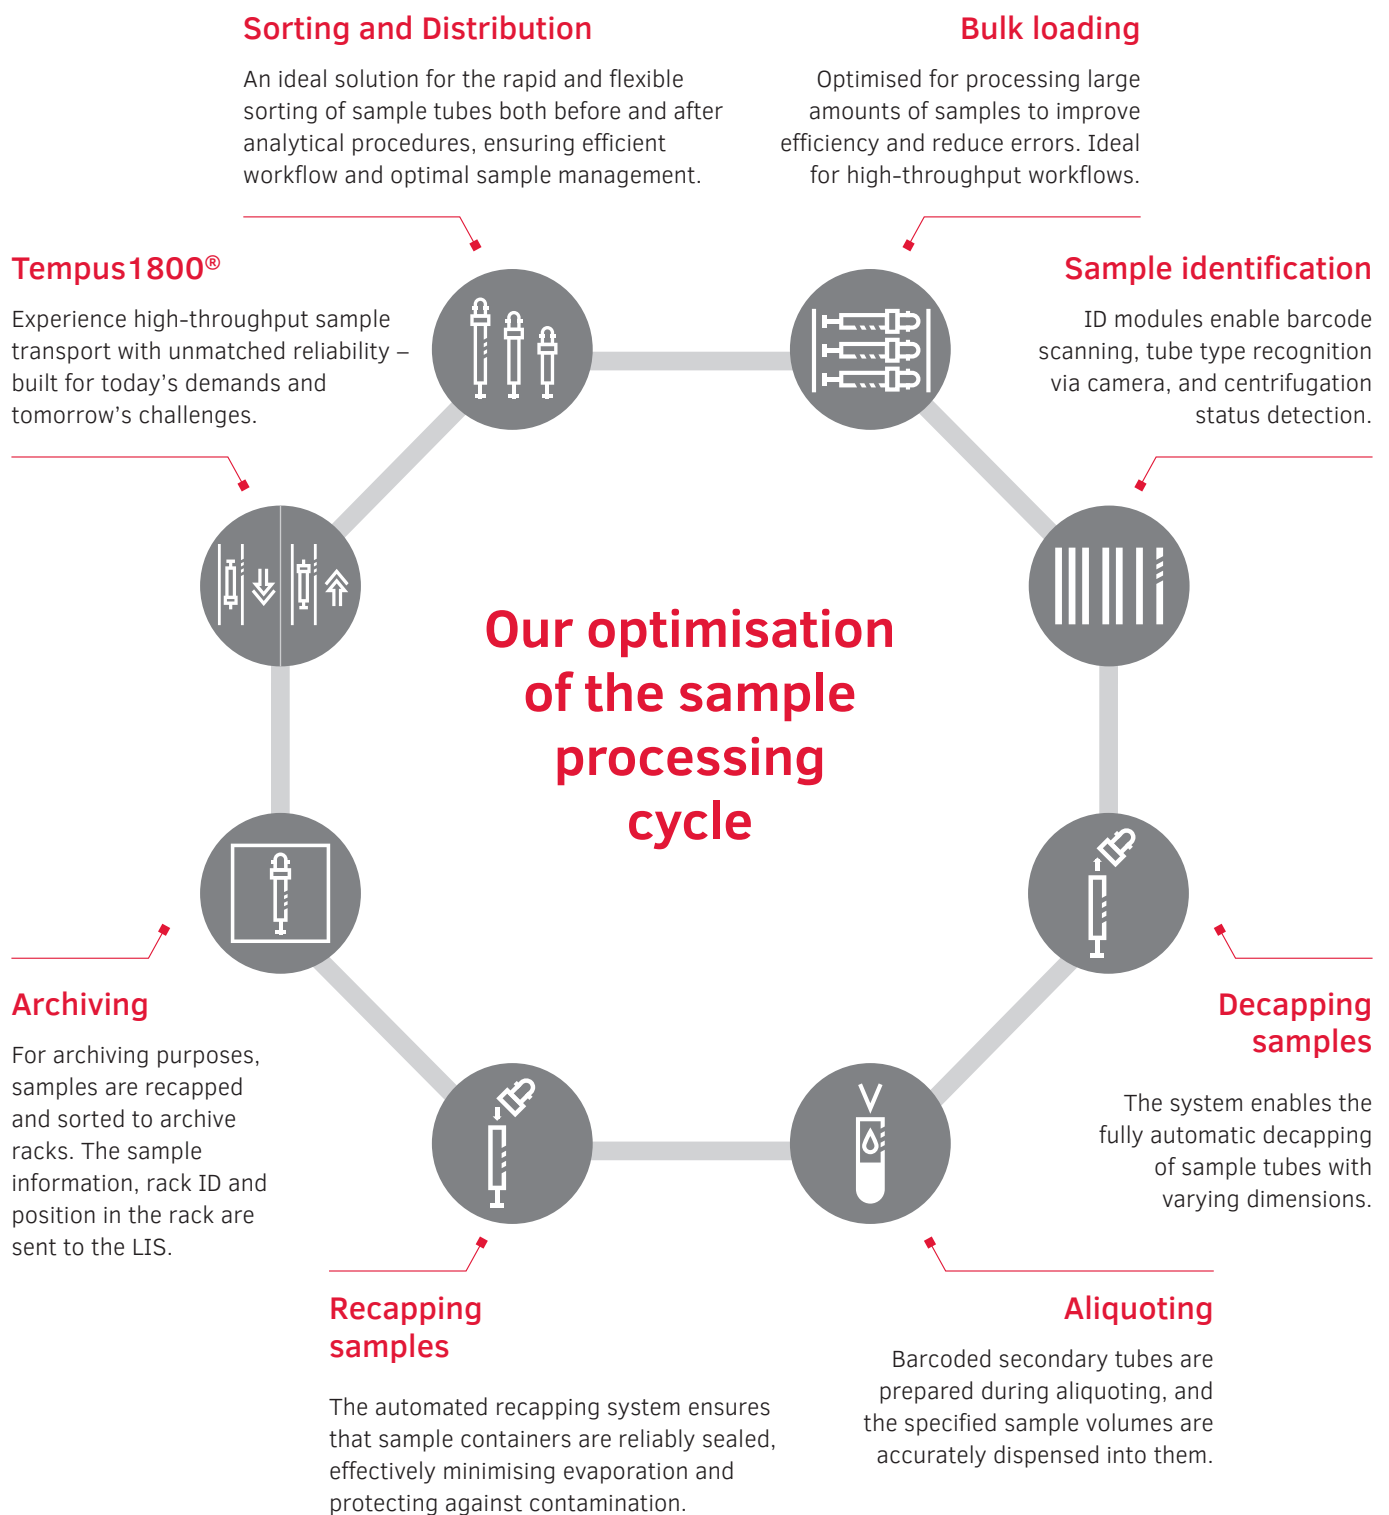 Sorting and Distribution
An ideal solution for the rapid and flexible
sorting of sample tubes both before and after
analytical procedures, ensuring efficient
workflow and optimal sample management.
Bulk loading
Optimised for processing large
amounts of samples to improve
efficiency and reduce errors. Ideal
for high-throughput workflows.
Tempus1800®
Experience high-throughput sample
transport with unmatched reliability –
built for today’s demands and
tomorrow’s challenges.
Sample identification
ID modules enable barcode
scanning, tube type recognition
via camera, and centrifugation
status detection.
Our optimisation
of the sample
processing
cycle
Archiving
For archiving purposes,
samples are recapped
and sorted to archive
racks. The sample
information, rack ID and
position in the rack are
sent to the LIS.
Decapping
samples
The system enables the
fully automatic decapping
of sample tubes with
varying dimensions.
Recapping
samples
The automated recapping system ensures
that sample containers are reliably sealed,
effectively minimising evaporation and
protecting against contamination.
Aliquoting
Barcoded secondary tubes are
prepared during aliquoting, and
the specified sample volumes are
accurately dispensed into them.